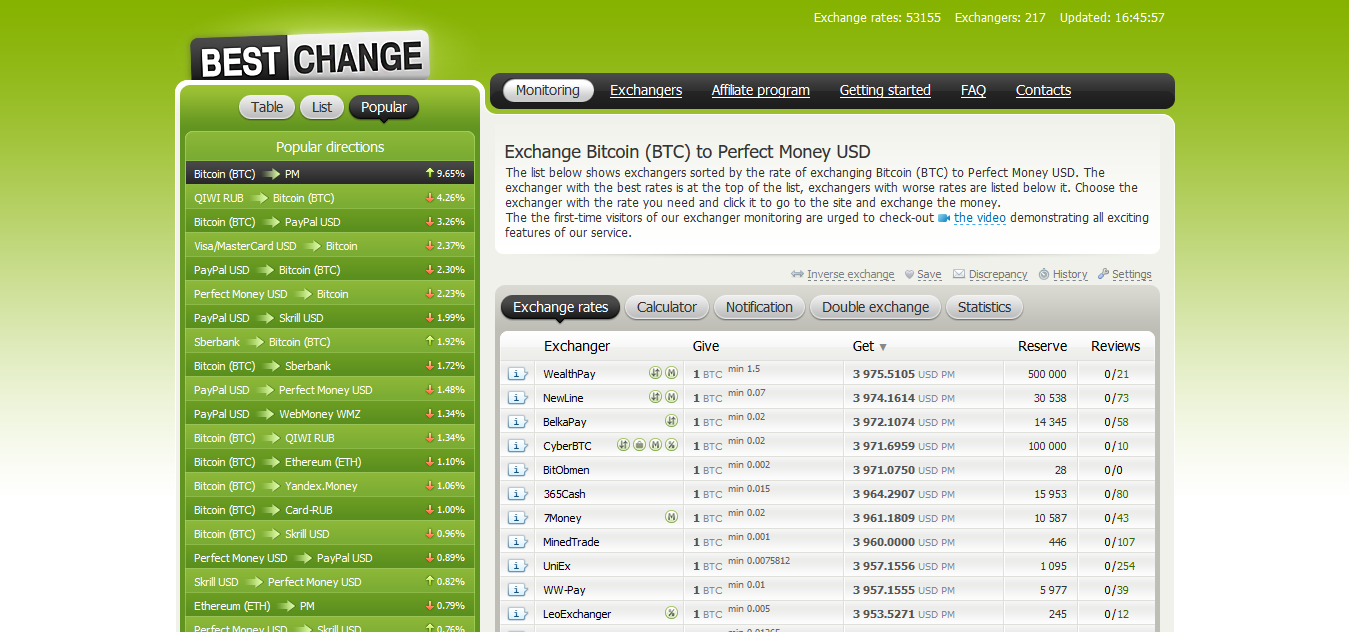 Exchange rates: 53155 Exchangers: 217 Updated: 16:45:57
BEST CHANGE
Monitoring Exchangers Affiliate program Getting started FAQ Contacts
Table List Popular
Popular directions
Bitcoin (BTC) PM 9.65%
QIWI RUB Bitcoin (BTC) 4.26%
Bitcoin (BTC) PayPal USD 3.26%
Visa/MasterCard USD Bitcoin 2.37%
PayPal USD Bitcoin (BTC) 2.30%
Perfect Money USD Bitcoin 2.23%
PayPal USD Skrill USD 1.99%
Sberbank Bitcoin (BTC) 1.92%
Bitcoin (BTC) Sberbank 1.72%
PayPal USD Perfect Money USD 1.48%
PayPal USD WebMoney WMZ 1.34%
Bitcoin (BTC) QIWI RUB 1.34%
Bitcoin (BTC) Ethereum (ETH) 1.10%
Bitcoin (BTC) Yandex.Money 1.06%
Bitcoin (BTC) Card-RUB 1.00%
Bitcoin (BTC) Skrill USD 0.96%
Perfect Money USD PayPal USD 0.89%
Skrill USD Perfect Money USD 0.82%
Ethereum (ETH) PM 0.79%
Perfect Money USD Skrill USD 0.76%
Exchange Bitcoin (BTC) to Perfect Money USD
The list below shows exchangers sorted by the rate of exchanging Bitcoin (BTC) to Perfect Money USD. The
exchanger with the best rates is at the top of the list, exchangers with worse rates are listed below it. Choose the
exchanger with the rate you need and click it to go to the site and exchange the money.
The the first-time visitors of our exchanger monitoring are urged to check-out the video demonstrating all exciting
features of our service.
Inverse exchange Save Discrepancy History Settings
Exchange rates Calculator Notification Double exchange Statistics
Exchanger Give Get ▼ Reserve Reviews
WealthPay 1 BTC min 1.5 3 975.5105 USD PM 500 000 0/21
NewLine 1 BTC min 0.07 3 974.1614 USD PM 30 538 0/73
BelkaPay 1 BTC min 0.02 3 972.1074 USD PM 14 345 0/58
CyberBTC 1 BTC min 0.02 3 971.6959 USD PM 100 000 0/10
BitObmen 1 BTC min 0.002 3 971.0750 USD PM 28 0/0
365Cash 1 BTC min 0.015 3 964.2907 USD PM 15 953 0/80
7Money 1 BTC min 0.02 3 961.1809 USD PM 10 587 0/43
MinedTrade 1 BTC min 0.001 3 960.0000 USD PM 446 0/107
UniEx 1 BTC min 0.0075812 3 957.1556 USD PM 1 095 0/254
WW-Pay 1 BTC min 0.01 3 957.1555 USD PM 5 977 0/39
LeoExchanger 1 BTC min 0.005 3 953.5271 USD PM 245 0/12